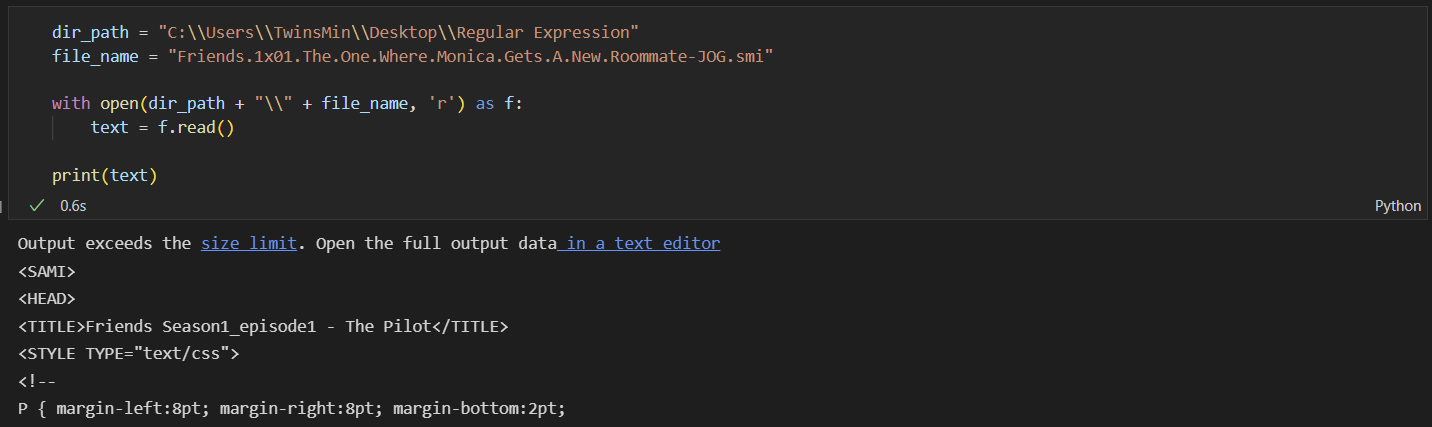 dir_path = "C:\\Users\\TwinsMin\\Desktop\\Regular Expression"
file_name = "Friends.1x01.The.One.Where.Monica.Gets.A.New.Roommate-JOG.smi"
with open(dir_path + "\\" + file_name, 'r') as f:
    text = f.read()
print(text)
0.6s
Python
Output exceeds the size limit. Open the full output data in a text editor
<SAMI>
<HEAD>
<TITLE>Friends Season1_episode1 - The Pilot</TITLE>
<STYLE TYPE="text/css">
<!--
P { margin-left:8pt; margin-right:8pt; margin-bottom:2pt;